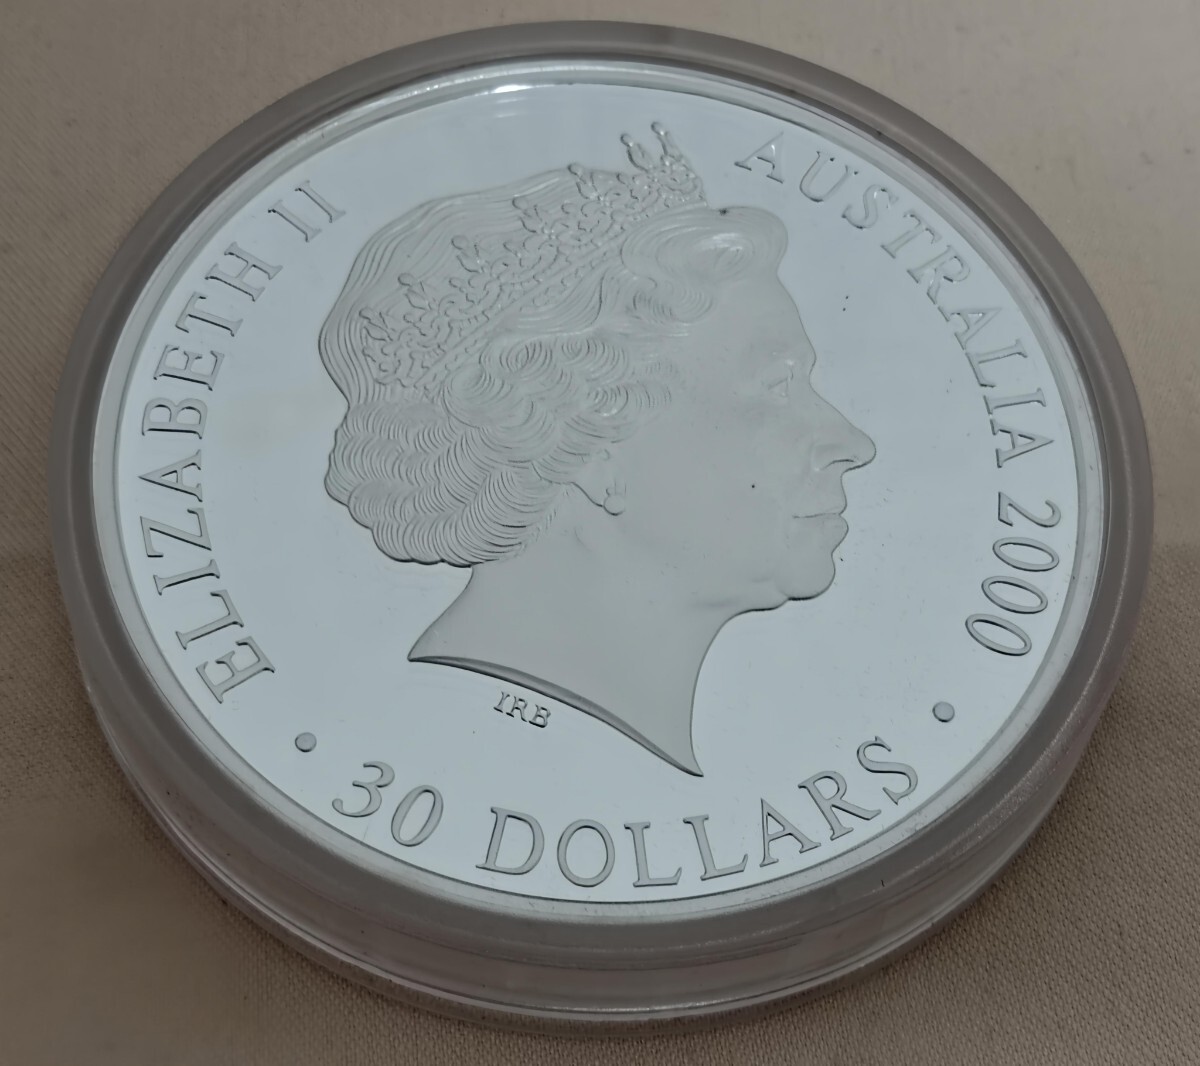 ELIZABETH II
AUSTRALIA 2000
IRB
• 30 DOLLARS •